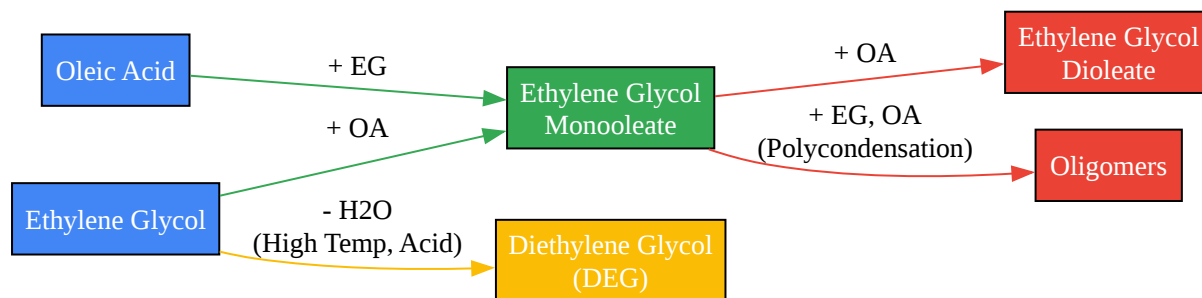 Oleic Acid
+ EG
Ethylene Glycol
Monooleate
+ OA
Ethylene Glycol
Dioleate
+ OA
+ EG, OA
(Polycondensation)
Oligomers
Ethylene Glycol
- H2O
(High Temp, Acid)
Diethylene Glycol
(DEG)